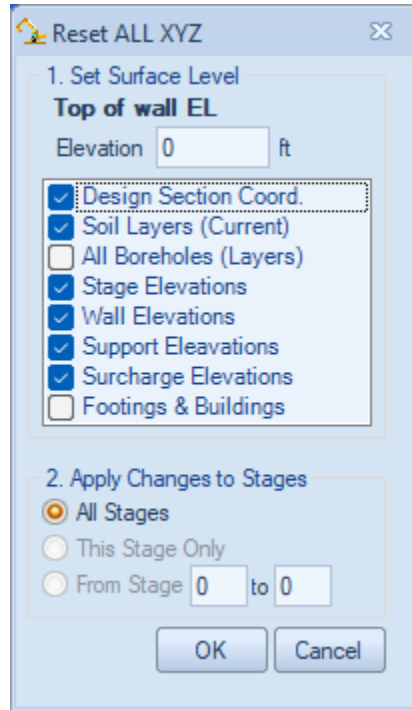 Reset ALL XYZ
1. Set Surface Level
Top of wall EL
Elevation 0 ft
Design Section Coord.
Soil Layers (Current)
All Boreholes (Layers)
Stage Elevations
Wall Elevations
Support Eleavations
Surcharge Elevations
Footings & Buildings
2. Apply Changes to Stages
All Stages
This Stage Only
From Stage 0 to 0
OK Cancel